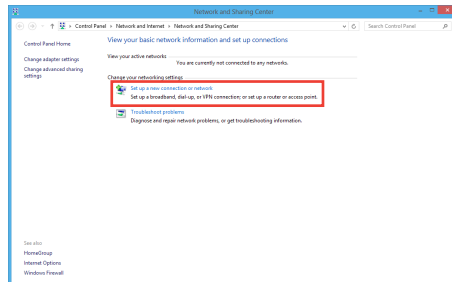 Network and Sharing Center
Control Panel ▸ Network and Internet ▸ Network and Sharing Center
Search Control Panel
Control Panel Home
Change adapter settings
Change advanced sharing
settings
View your basic network information and set up connections
View your active networks
You are currently not connected to any networks.
Change your networking settings
Set up a new connection or network
Set up a broadband, dial-up, or VPN connection; or set up a router or access point.
Troubleshoot problems
Diagnose and repair network problems, or get troubleshooting information.
See also
HomeGroup
Internet Options
Windows Firewall